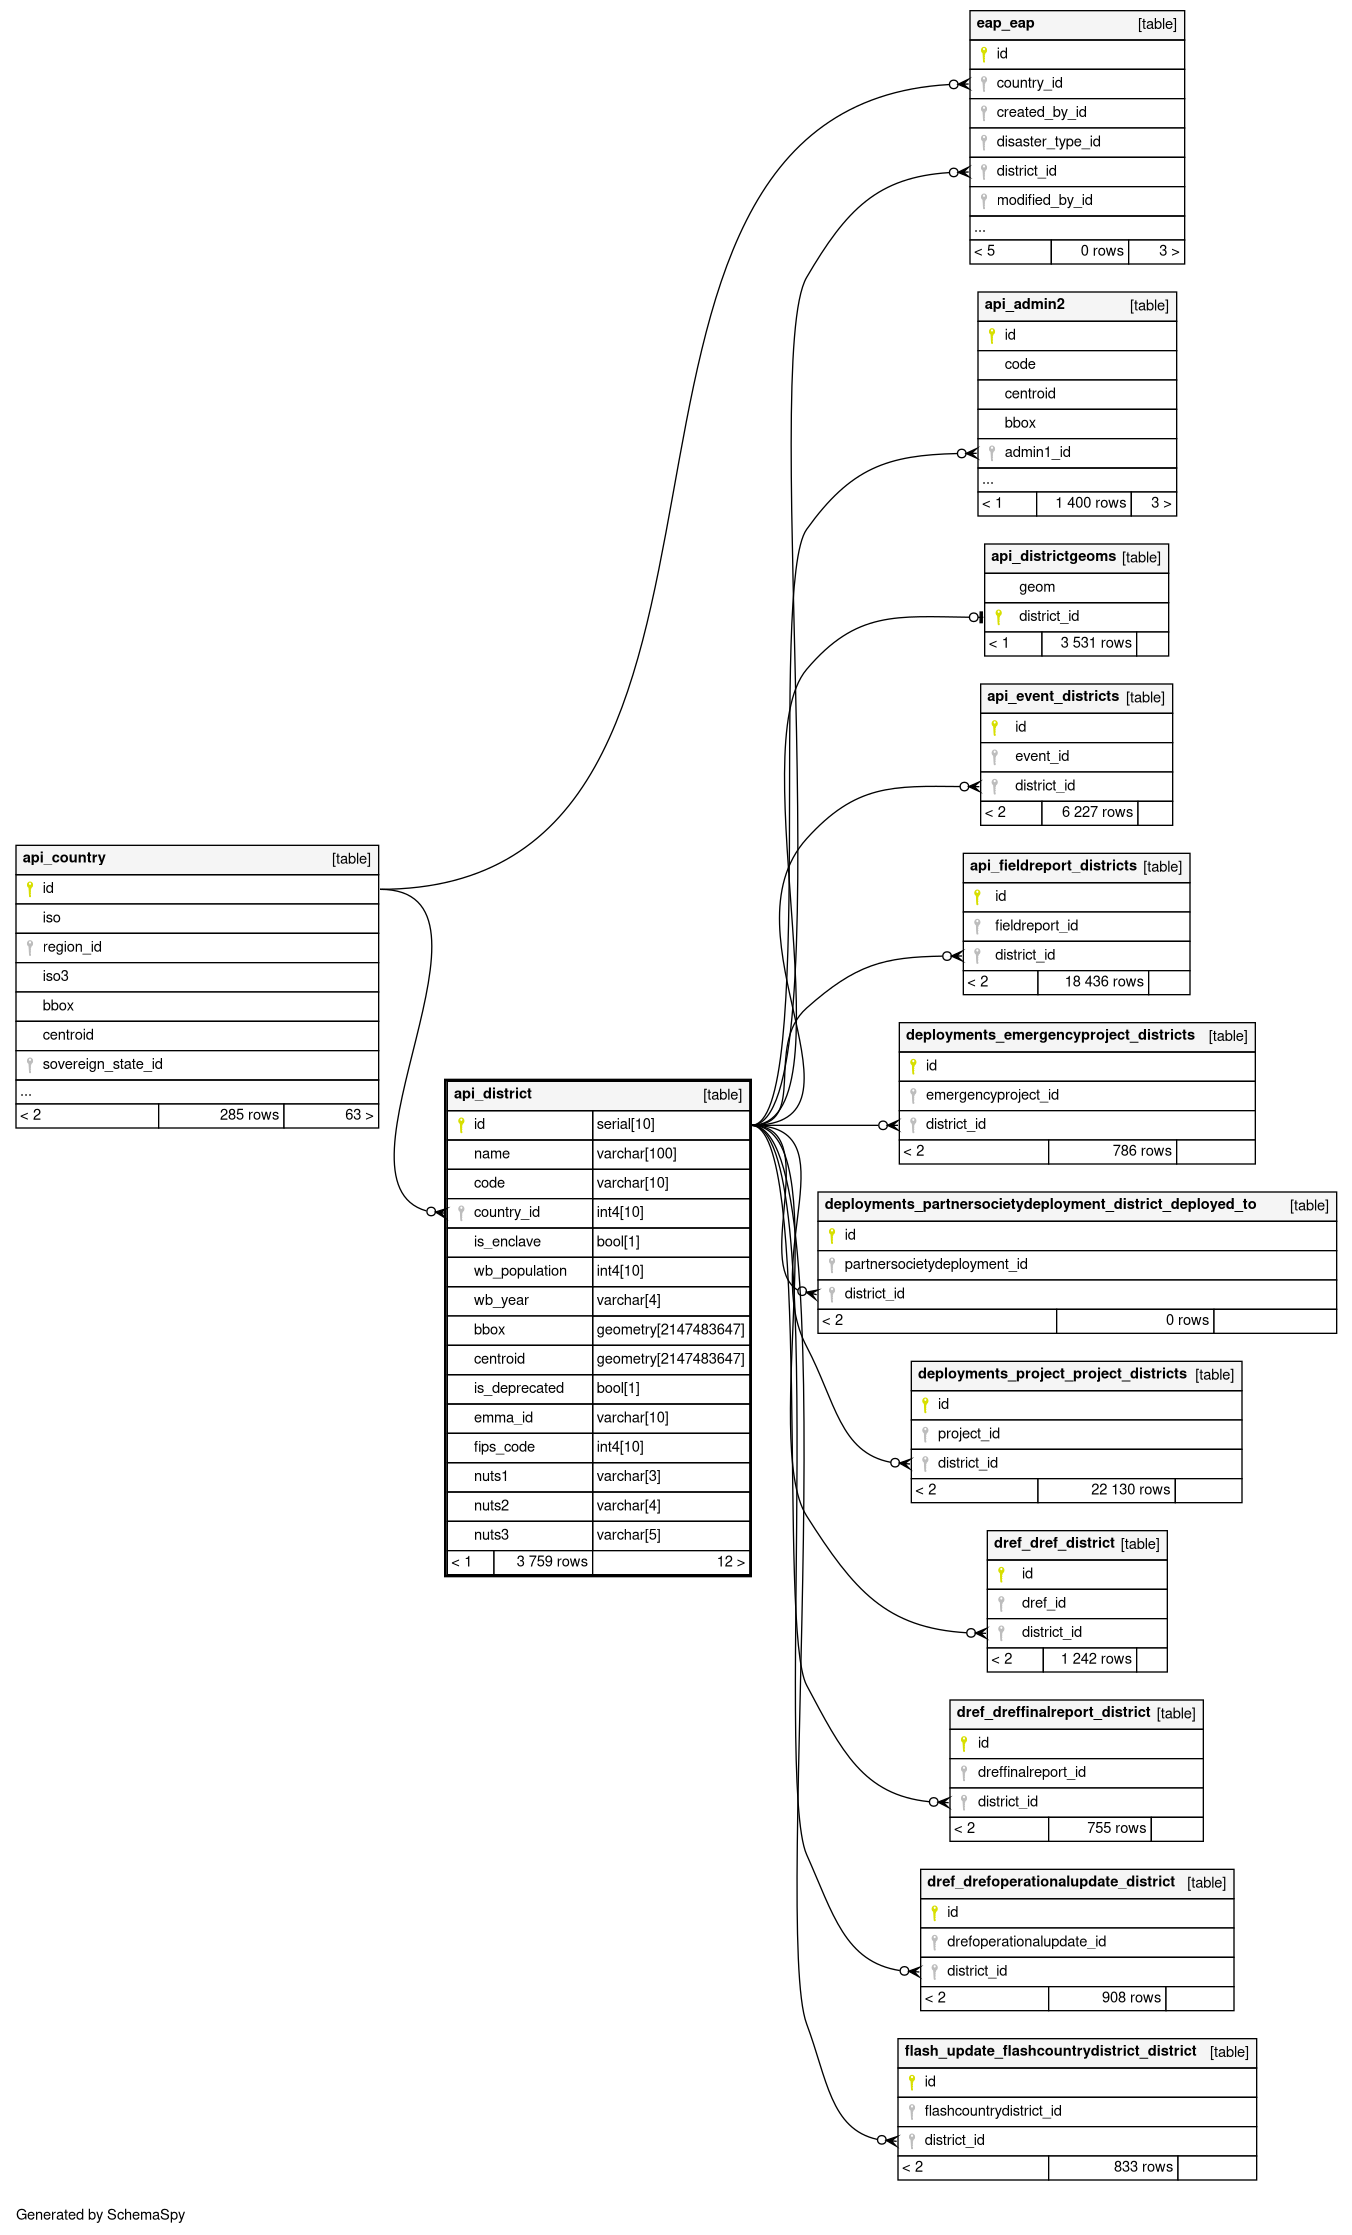 eap_eap [table]
id
country_id
created_by_id
disaster_type_id
district_id
modified_by_id
...
< 5 0 rows 3 >
api_admin2 [table]
id
code
centroid
bbox
admin1_id
...
< 1 1 400 rows 3 >
api_districtgeoms [table]
geom
district_id
< 1 3 531 rows
api_event_districts [table]
id
event_id
district_id
< 2 6 227 rows
api_country [table]
id
iso
region_id
iso3
bbox
centroid
sovereign_state_id
...
< 2 285 rows 63 >
api_fieldreport_districts [table]
id
fieldreport_id
district_id
< 2 18 436 rows
deployments_emergencyproject_districts [table]
id
emergencyproject_id
district_id
< 2 786 rows
api_district [table]
id serial[10]
name varchar[100]
code varchar[10]
country_id int4[10]
is_enclave bool[1]
wb_population int4[10]
wb_year varchar[4]
bbox geometry[2147483647]
centroid geometry[2147483647]
is_deprecated bool[1]
emma_id varchar[10]
fips_code int4[10]
nuts1 varchar[3]
nuts2 varchar[4]
nuts3 varchar[5]
< 1 3 759 rows 12 >
deployments_partnersocietydeployment_district_deployed_to [table]
id
partnersocietydeployment_id
district_id
< 2 0 rows
deployments_project_project_districts [table]
id
project_id
district_id
< 2 22 130 rows
dref_dref_district [table]
id
dref_id
district_id
< 2 1 242 rows
dref_dreffinalreport_district [table]
id
dreffinalreport_id
district_id
< 2 755 rows
dref_drefoperationalupdate_district [table]
id
drefoperationalupdate_id
district_id
< 2 908 rows
flash_update_flashcountrydistrict_district [table]
id
flashcountrydistrict_id
district_id
< 2 833 rows
Generated by SchemaSpy